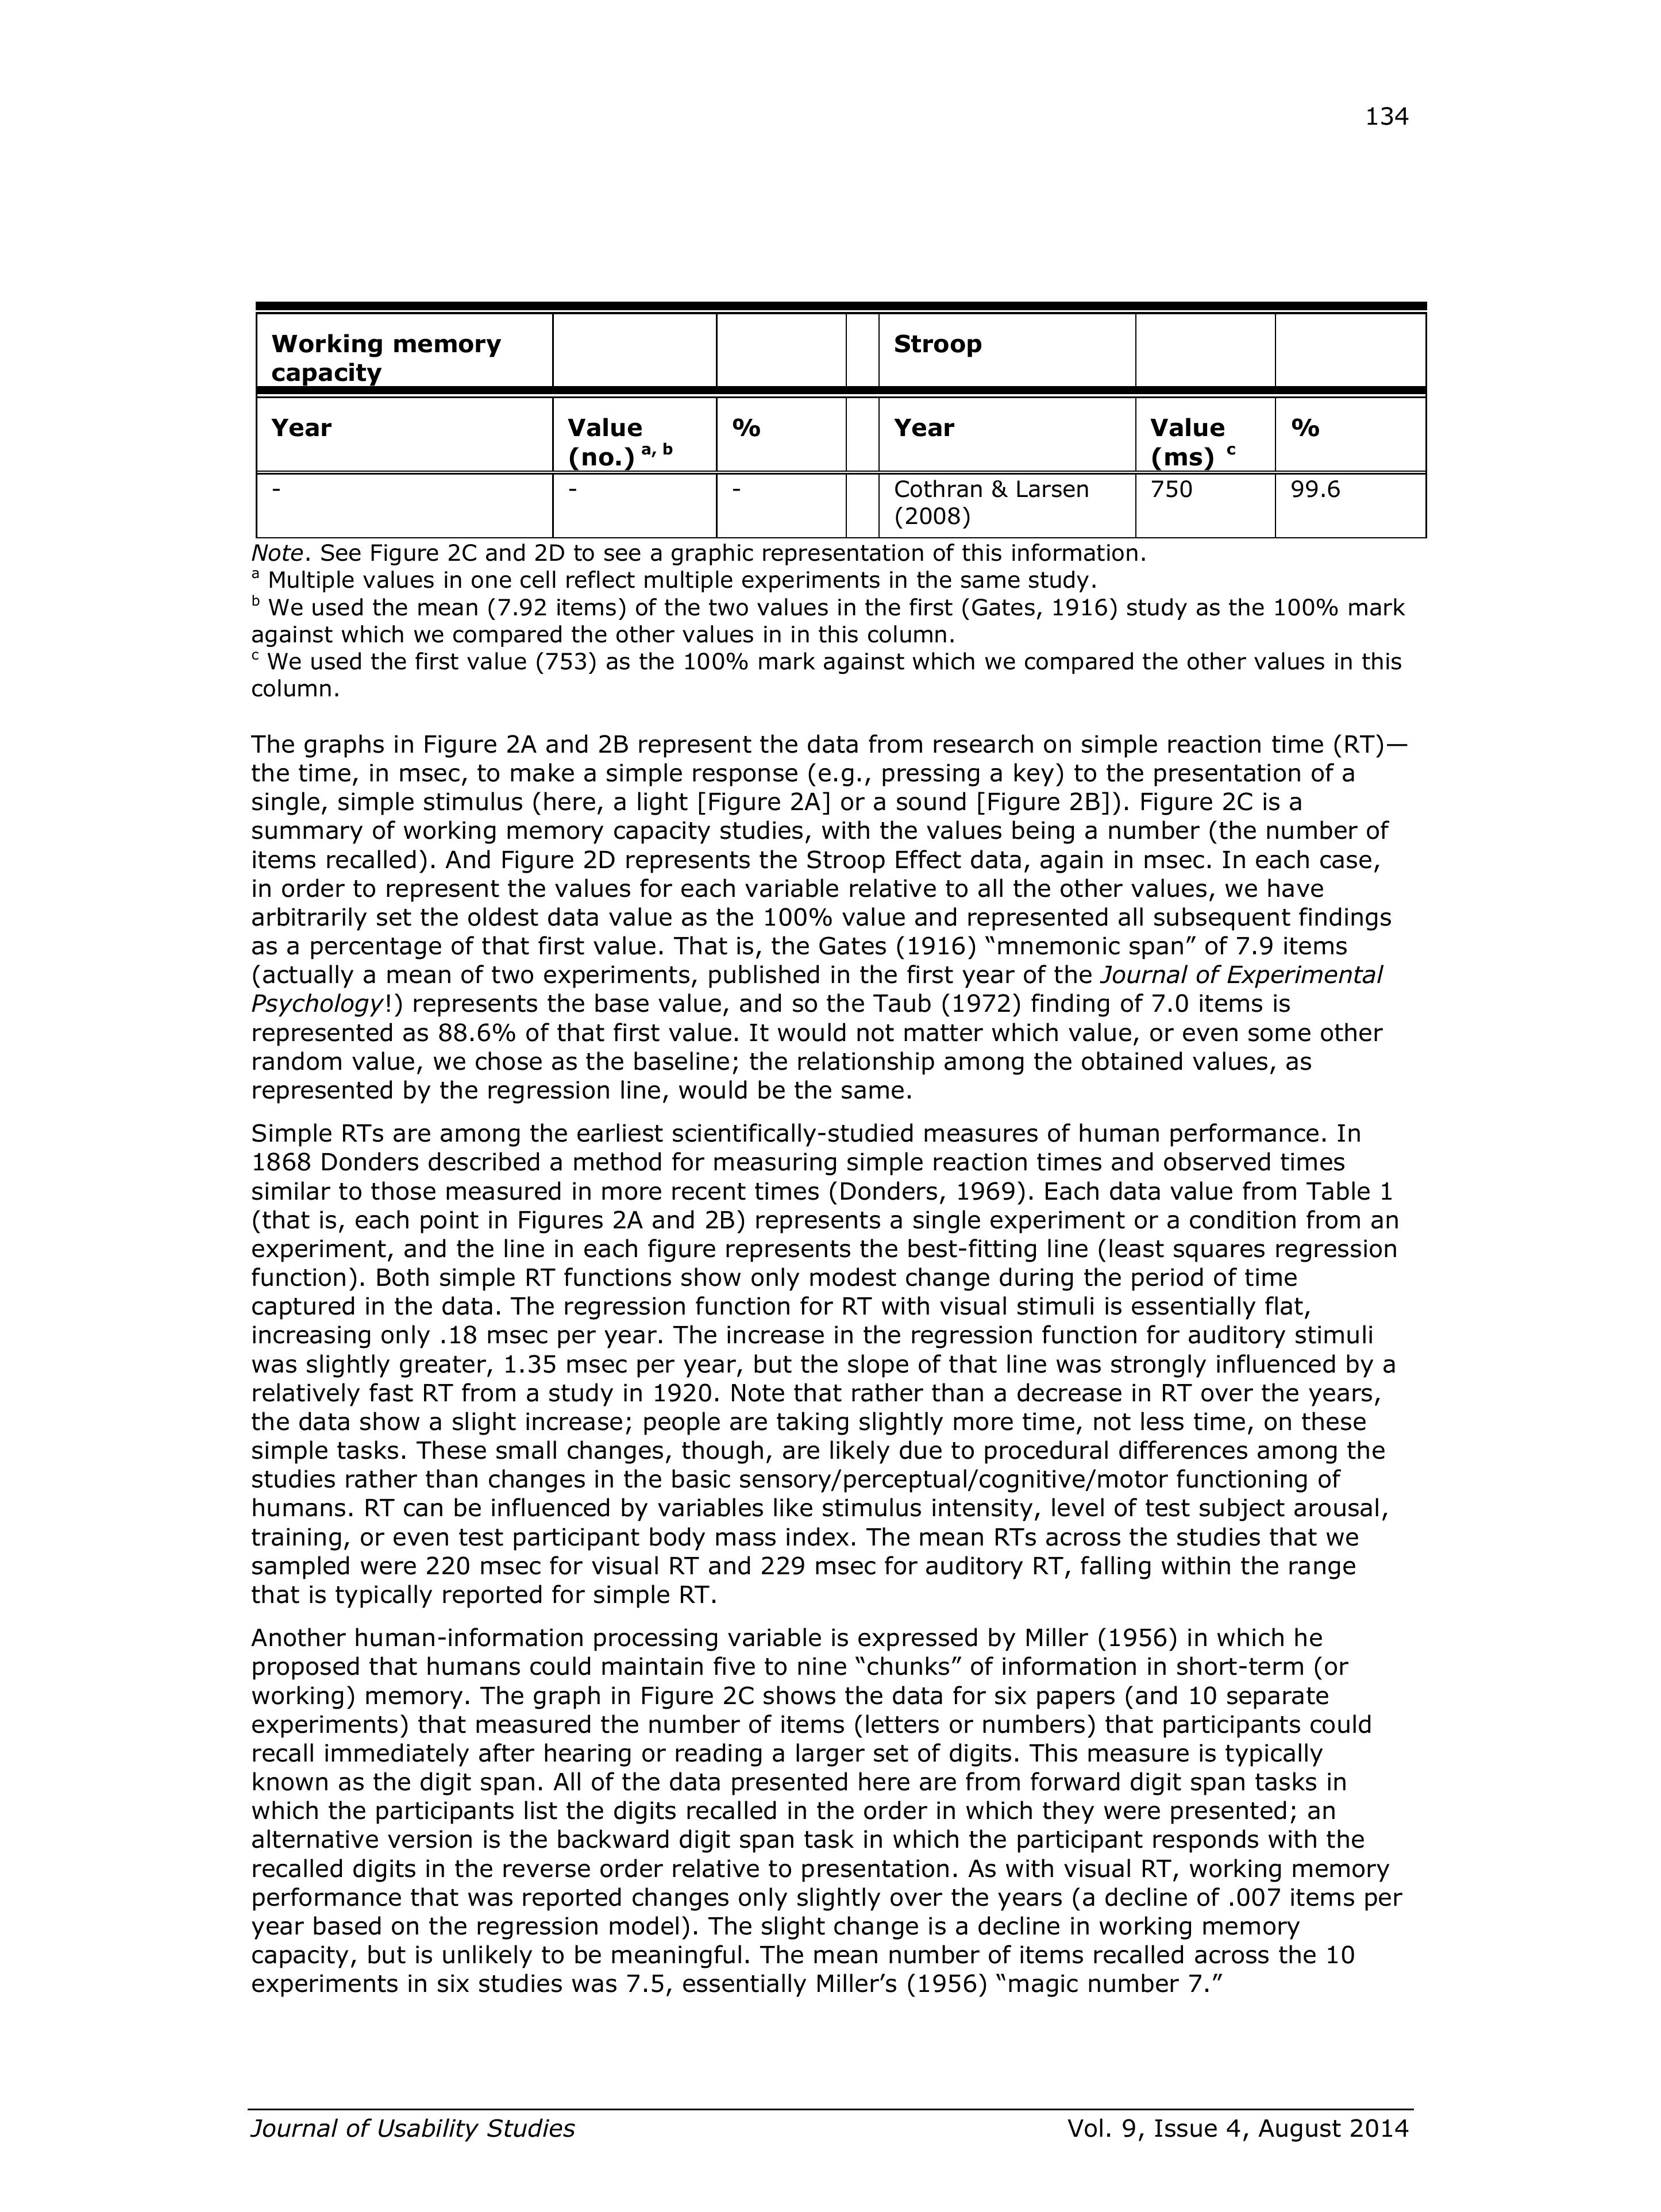 134
Working memory
capacity
Stroop
Year
Value
(no.) a, b
%
Year
Value
(ms) c
%
-
-
-
Cothran & Larsen
(2008)
750
99.6
Note. See Figure 2C and 2D to see a graphic representation of this information.
a Multiple values in one cell reflect multiple experiments in the same study.
b We used the mean (7.92 items) of the two values in the first (Gates, 1916) study as the 100% mark
against which we compared the other values in in this column.
c We used the first value (753) as the 100% mark against which we compared the other values in this
column.
The graphs in Figure 2A and 2B represent the data from research on simple reaction time (RT)—
the time, in msec, to make a simple response (e.g., pressing a key) to the presentation of a
single, simple stimulus (here, a light [Figure 2A] or a sound [Figure 2B]). Figure 2C is a
summary of working memory capacity studies, with the values being a number (the number of
items recalled). And Figure 2D represents the Stroop Effect data, again in msec. In each case,
in order to represent the values for each variable relative to all the other values, we have
arbitrarily set the oldest data value as the 100% value and represented all subsequent findings
as a percentage of that first value. That is, the Gates (1916) “mnemonic span” of 7.9 items
(actually a mean of two experiments, published in the first year of the Journal of Experimental
Psychology!) represents the base value, and so the Taub (1972) finding of 7.0 items is
represented as 88.6% of that first value. It would not matter which value, or even some other
random value, we chose as the baseline; the relationship among the obtained values, as
represented by the regression line, would be the same.
Simple RTs are among the earliest scientifically-studied measures of human performance. In
1868 Donders described a method for measuring simple reaction times and observed times
similar to those measured in more recent times (Donders, 1969). Each data value from Table 1
(that is, each point in Figures 2A and 2B) represents a single experiment or a condition from an
experiment, and the line in each figure represents the best-fitting line (least squares regression
function). Both simple RT functions show only modest change during the period of time
captured in the data. The regression function for RT with visual stimuli is essentially flat,
increasing only .18 msec per year. The increase in the regression function for auditory stimuli
was slightly greater, 1.35 msec per year, but the slope of that line was strongly influenced by a
relatively fast RT from a study in 1920. Note that rather than a decrease in RT over the years,
the data show a slight increase; people are taking slightly more time, not less time, on these
simple tasks. These small changes, though, are likely due to procedural differences among the
studies rather than changes in the basic sensory/perceptual/cognitive/motor functioning of
humans. RT can be influenced by variables like stimulus intensity, level of test subject arousal,
training, or even test participant body mass index. The mean RTs across the studies that we
sampled were 220 msec for visual RT and 229 msec for auditory RT, falling within the range
that is typically reported for simple RT.
Another human-information processing variable is expressed by Miller (1956) in which he
proposed that humans could maintain five to nine “chunks” of information in short-term (or
working) memory. The graph in Figure 2C shows the data for six papers (and 10 separate
experiments) that measured the number of items (letters or numbers) that participants could
recall immediately after hearing or reading a larger set of digits. This measure is typically
known as the digit span. All of the data presented here are from forward digit span tasks in
which the participants list the digits recalled in the order in which they were presented; an
alternative version is the backward digit span task in which the participant responds with the
recalled digits in the reverse order relative to presentation. As with visual RT, working memory
performance that was reported changes only slightly over the years (a decline of .007 items per
year based on the regression model). The slight change is a decline in working memory
capacity, but is unlikely to be meaningful. The mean number of items recalled across the 10
experiments in six studies was 7.5, essentially Miller’s (1956) “magic number 7.”
Journal of Usability Studies
Vol. 9, Issue 4, August 2014